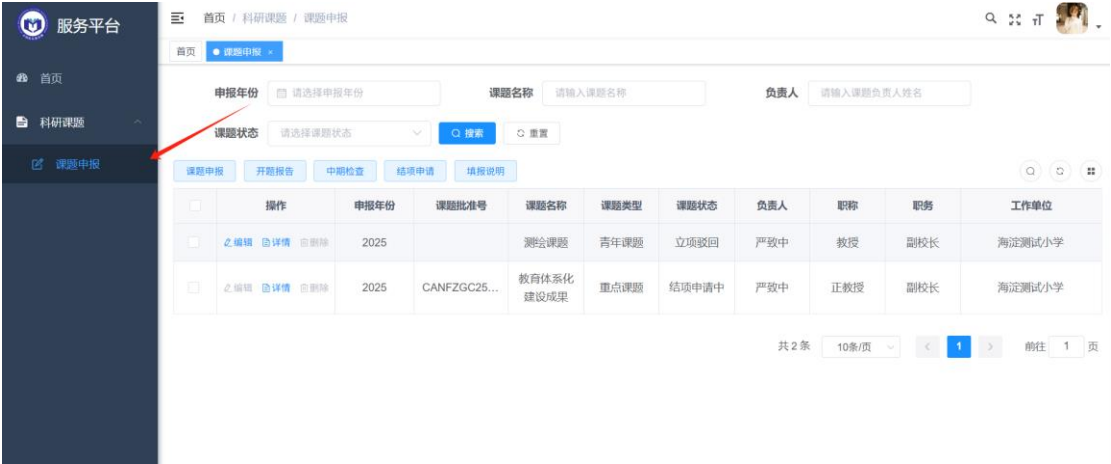 服务平台
首页 / 科研课题 / 课题申报
首页 课题申报 ×
首页
科研课题
课题申报
申报年份 请选择申报年份 课题名称 请输入课题名称 负责人 请输入课题负责人姓名
课题状态 请选择课题状态 搜索 重置
课题申报 开题报告 中期检查 结项申请 填报说明
操作 申报年份 课题批准号 课题名称 课题类型 课题状态 负责人 职称 职务 工作单位
编辑 详情 删除 2025 测绘课题 青年课题 立项驳回 严致中 教授 副校长 海淀测试小学
编辑 详情 删除 2025 CANFZGC25... 教育体系化 重点课题 结项申请中 严致中 正教授 副校长 海淀测试小学
建设成果
共 2 条 10条/页 < 1 > 前往 1 页